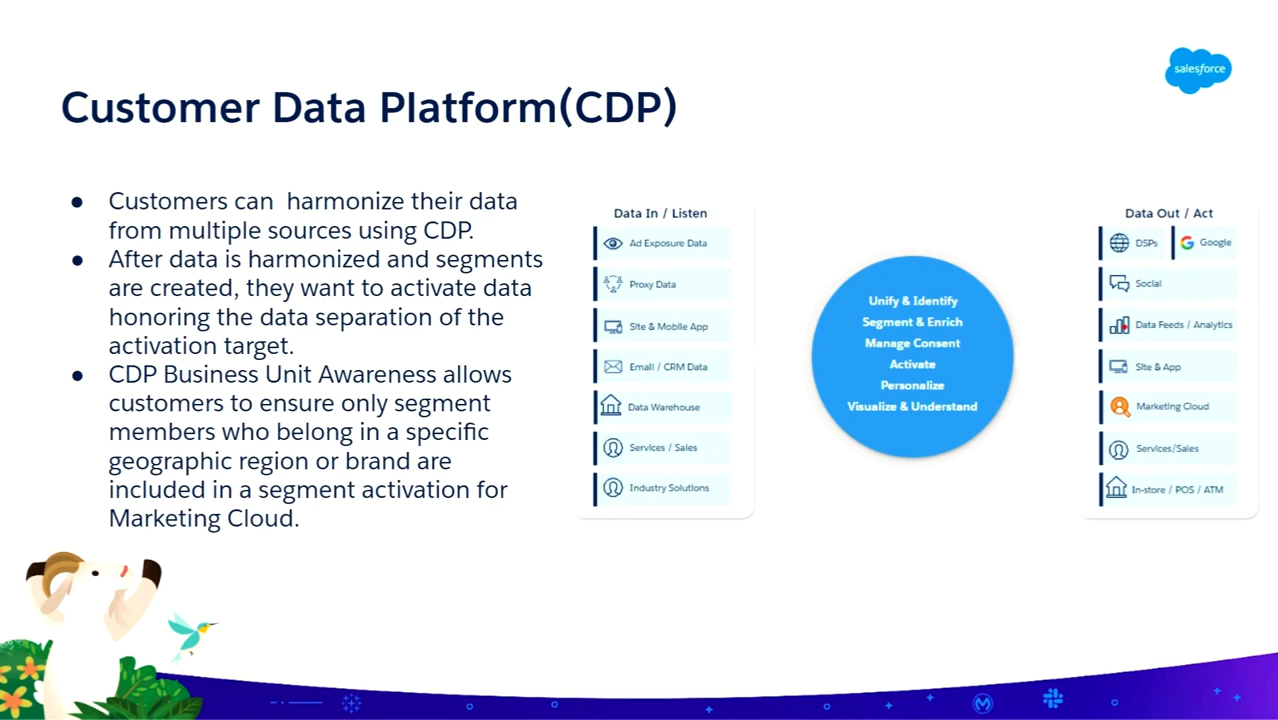 salesforce
Customer Data Platform(CDP)
● Customers can harmonize their data
from multiple sources using CDP.
● After data is harmonized and segments
are created, they want to activate data
honoring the data separation of the
activation target.
● CDP Business Unit Awareness allows
customers to ensure only segment
members who belong in a specific
geographic region or brand are
included in a segment activation for
Marketing Cloud.
Data In / Listen
Ad Exposure Data
Proxy Data
Site & Mobile App
Email / CRM Data
Data Warehouse
Services / Sales
Industry Solutions
Unify & Identify
Segment & Enrich
Manage Consent
Activate
Personalize
Visualize & Understand
Data Out / Act
DSPs Google
Social
Data Feeds / Analytics
Site & App
Marketing Cloud
Services/Sales
In-store / POS / ATM